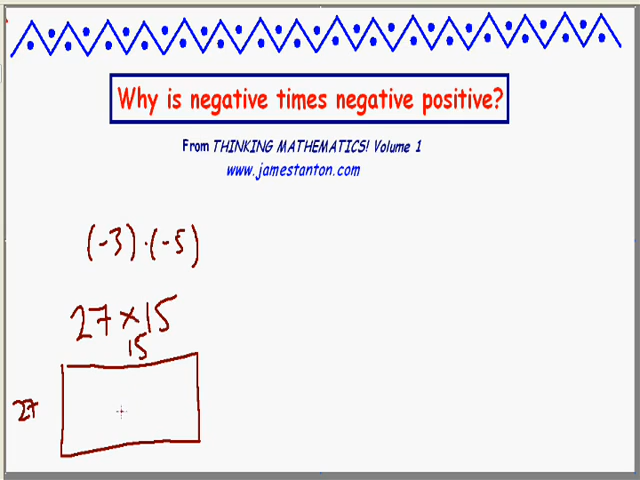 Why is negative times negative positive?
From THINKING MATHEMATICS! Volume 1
www.jamestanton.com
(-3)·(-5)
27 × 15
15
27